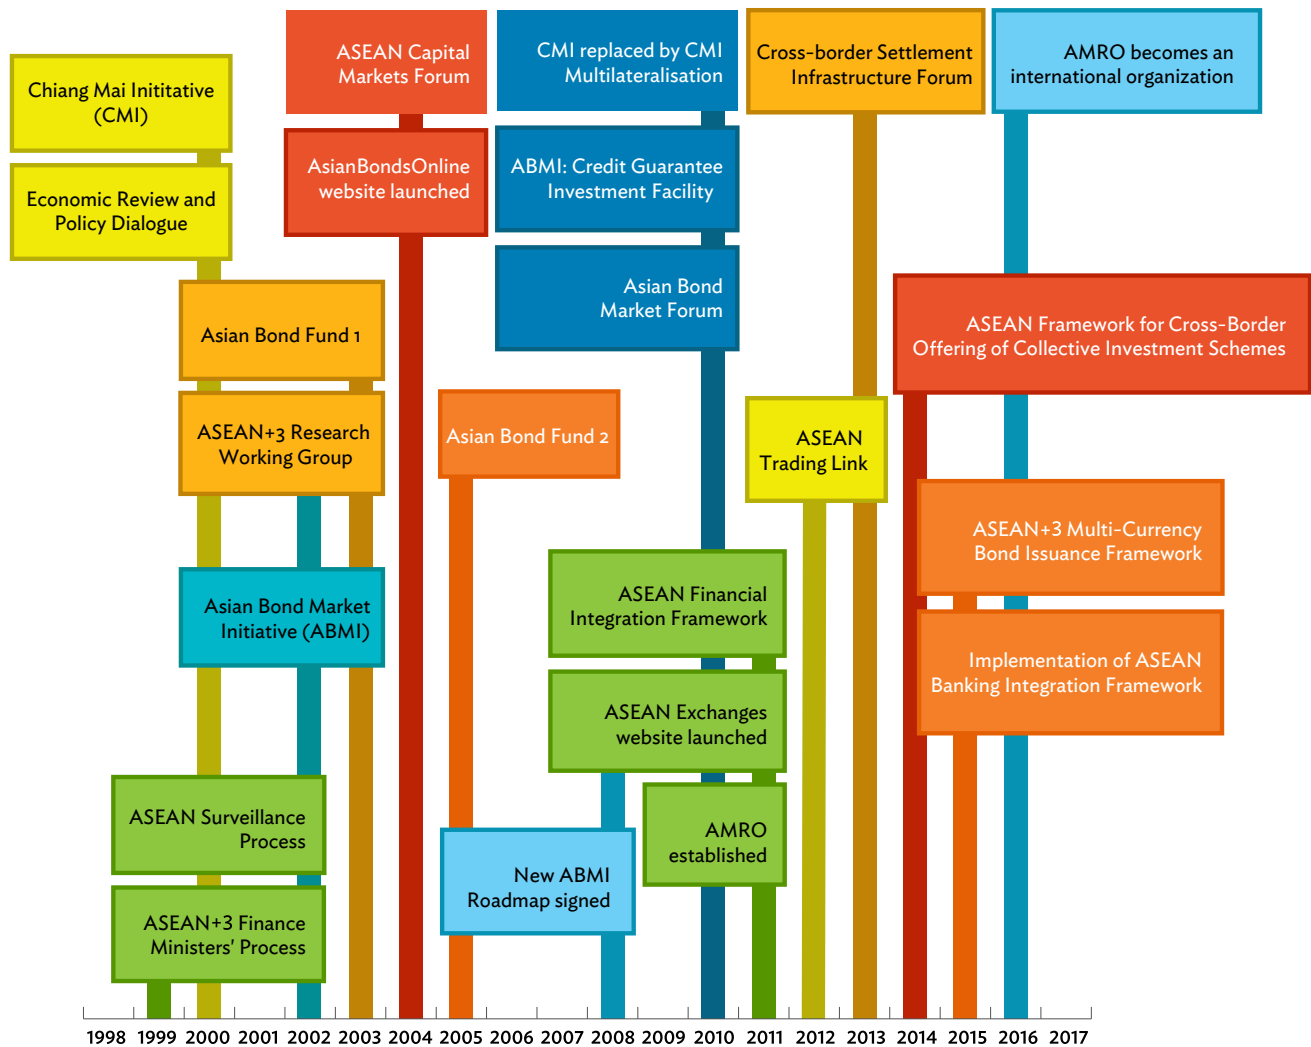 Chiang Mai Inititative
(CMI)
Economic Review and
Policy Dialogue
ASEAN Capital
Markets Forum
AsianBondsOnline
website launched
CMI replaced by CMI
Multilateralisation
ABMI: Credit Guarantee
Investment Facility
Asian Bond
Market Forum
Cross-border Settlement
Infrastructure Forum
AMRO becomes an
international organization
Asian Bond Fund 1
ASEAN+3 Research
Working Group
Asian Bond Fund 2
ASEAN
Trading Link
ASEAN Framework for Cross-Border
Offering of Collective Investment Schemes
ASEAN+3 Multi-Currency
Bond Issuance Framework
Asian Bond Market
Initiative (ABMI)
ASEAN Financial
Integration Framework
Implementation of ASEAN
Banking Integration Framework
ASEAN Exchanges
website launched
ASEAN Surveillance
Process
AMRO
established
New ABMI
Roadmap signed
ASEAN+3 Finance
Ministers' Process
1998 1999 2000 2001 2002 2003 2004 2005 2006 2007 2008 2009 2010 2011 2012 2013 2014 2015 2016 2017